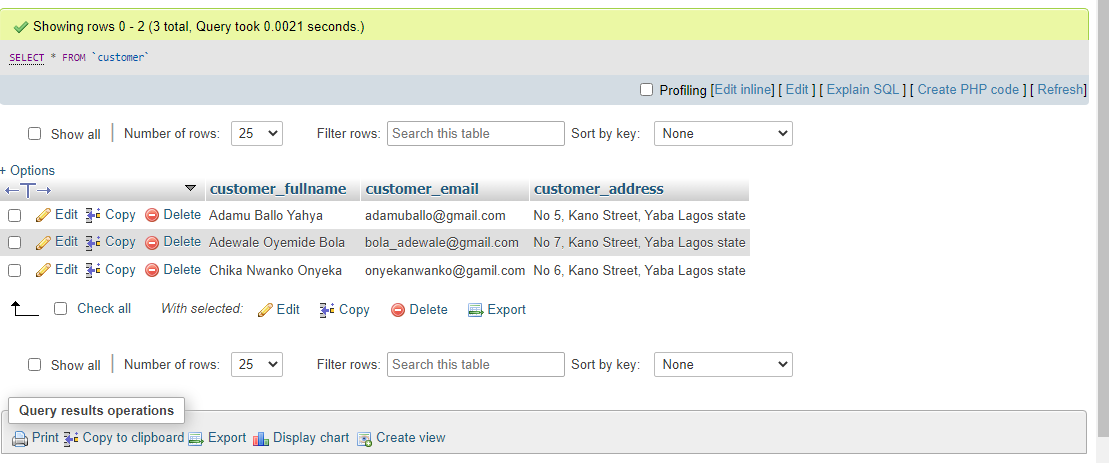 Showing rows 0 - 2 (3 total, Query took 0.0021 seconds.)
SELECT * FROM `customer`
Profiling [Edit inline] [ Edit ] [ Explain SQL ] [ Create PHP code ] [ Refresh]
Show all | Number of rows: 25 Filter rows: Search this table Sort by key: None
+ Options
←T→ customer_fullname customer_email customer_address
Edit Copy Delete Adamu Ballo Yahya adamuballo@gmail.com No 5, Kano Street, Yaba Lagos state
Edit Copy Delete Adewale Oyemide Bola bola_adewale@gmail.com No 7, Kano Street, Yaba Lagos state
Edit Copy Delete Chika Nwanko Onyeka onyekanwanko@gamil.com No 6, Kano Street, Yaba Lagos state
Check all With selected: Edit Copy Delete Export
Show all | Number of rows: 25 Filter rows: Search this table Sort by key: None
Query results operations
Print Copy to clipboard Export Display chart Create view